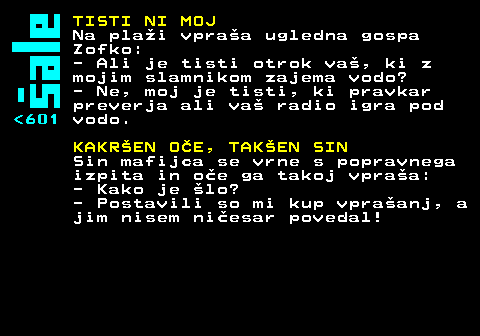 Šale
<601
TISTI NI MOJ
Na plaži vpraša ugledna gospa
Zofko:
- Ali je tisti otrok vaš, ki z
mojim slamnikom zajema vodo?
- Ne, moj je tisti, ki pravkar
preverja ali vaš radio igra pod
vodo.
KAKRŠEN OČE, TAKŠEN SIN
Sin mafijca se vrne s popravnega
izpita in oče ga takoj vpraša:
- Kako je šlo?
- Postavili so mi kup vprašanj, a
jim nisem ničesar povedal!